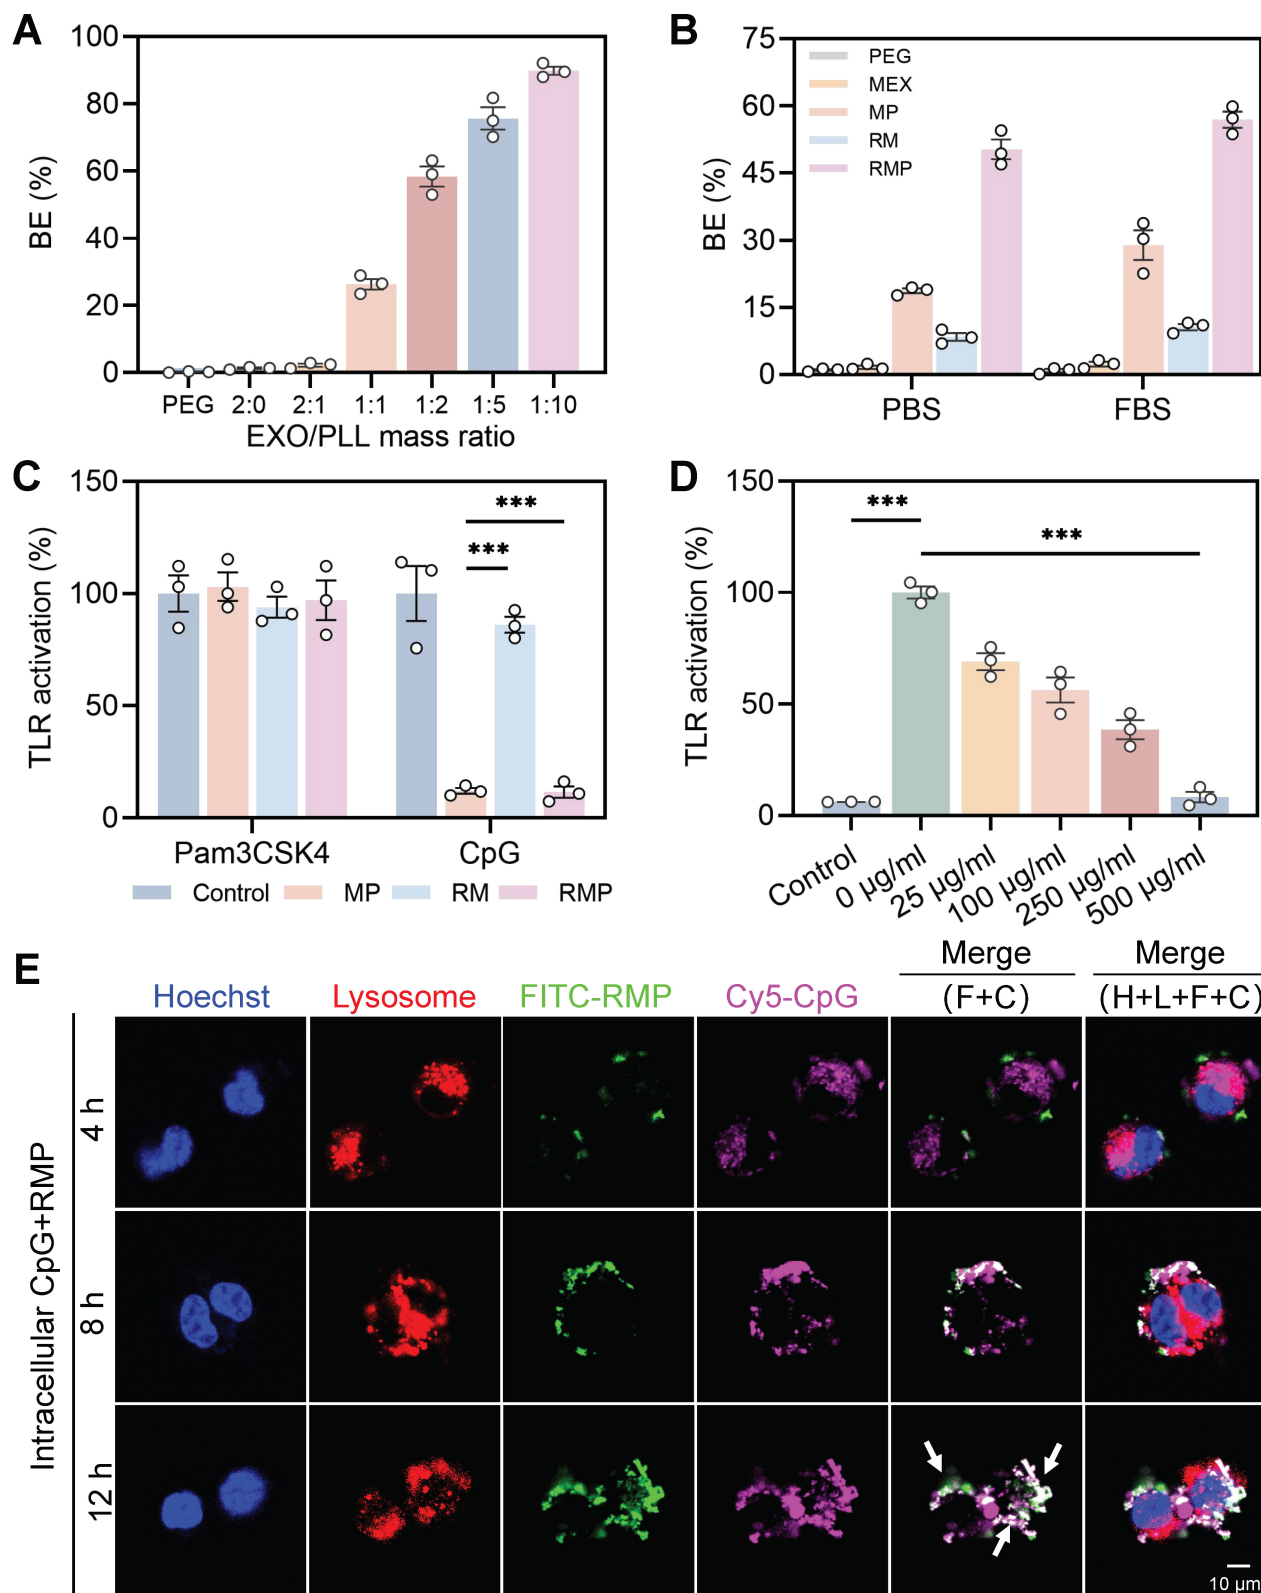 A
100
80
60
40
20
0
BE (%)
PEG 2:0 2:1 1:1 1:2 1:5 1:10
EXO/PLL mass ratio
B
75
60
45
30
15
0
BE (%)
PEG
MEX
MP
RM
RMP
PBS FBS
C
150
100
50
0
TLR activation (%)
***
***
Pam3CSK4 CpG
Control MP RM RMP
D
150
100
50
0
TLR activation (%)
***
***
Control
0 μg/ml
25 μg/ml
100 μg/ml
250 μg/ml
500 μg/ml
E
Merge Merge
Hoechst Lysosome FITC-RMP Cy5-CpG (F+C) (H+L+F+C)
Intracellular CpG+RMP
4 h
8 h
12 h
10 μm